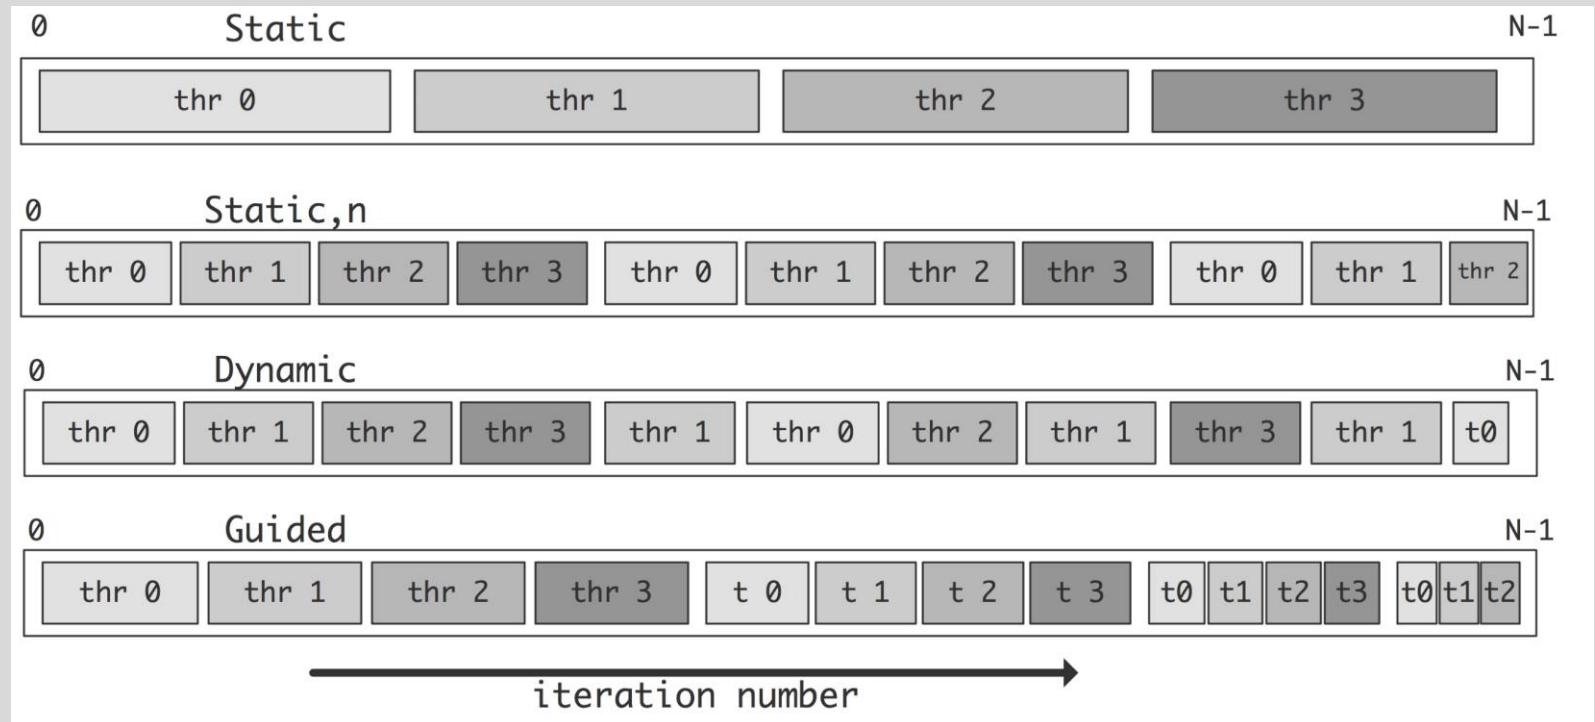 0 Static N-1
thr 0 thr 1 thr 2 thr 3
0 Static,n N-1
thr 0 thr 1 thr 2 thr 3 thr 0 thr 1 thr 2 thr 3 thr 0 thr 1 thr 2
0 Dynamic N-1
thr 0 thr 1 thr 2 thr 3 thr 1 thr 0 thr 2 thr 1 thr 3 thr 1 t0
0 Guided N-1
thr 0 thr 1 thr 2 thr 3 t 0 t 1 t 2 t 3 t0 t1 t2 t3 t0 t1 t2
iteration number